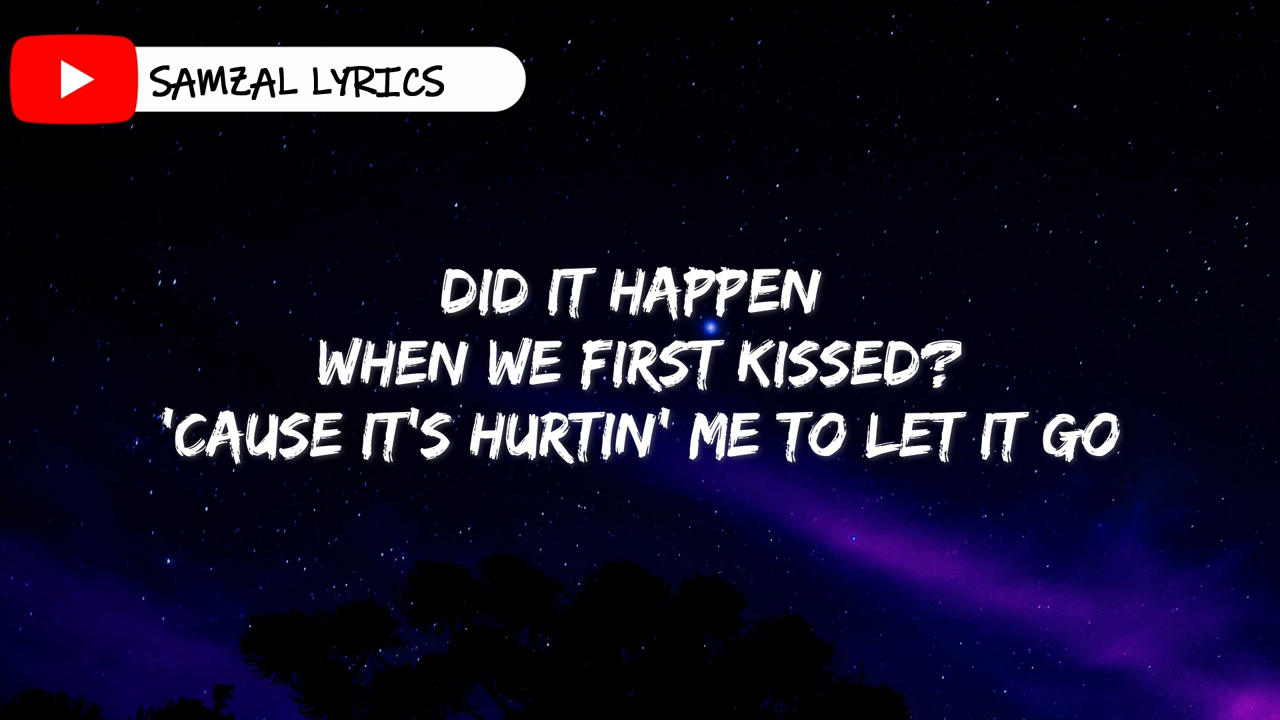 SAMZAL LYRICS
DID IT HAPPEN
WHEN WE FIRST KISSED?
'CAUSE IT'S HURTIN' ME TO LET IT GO